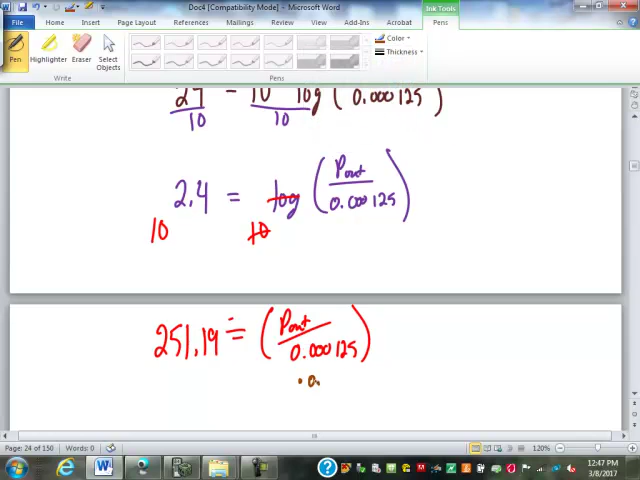 Doc4 [Compatibility Mode] - Microsoft Word
Ink Tools
File Home Insert Page Layout References Mailings Review View Add-Ins Acrobat Pens
Pen Highlighter Eraser Select Objects
Color
Thickness
Write Pens
24 = 10 log ( 0.000125 )
10 10
2.4 = log ( Pout / 0.000125 )
10 10
251.19 = ( Pout / 0.000125 )
. 0.
Page: 24 of 150 Words: 0 120%
12:47 PM
3/8/2017